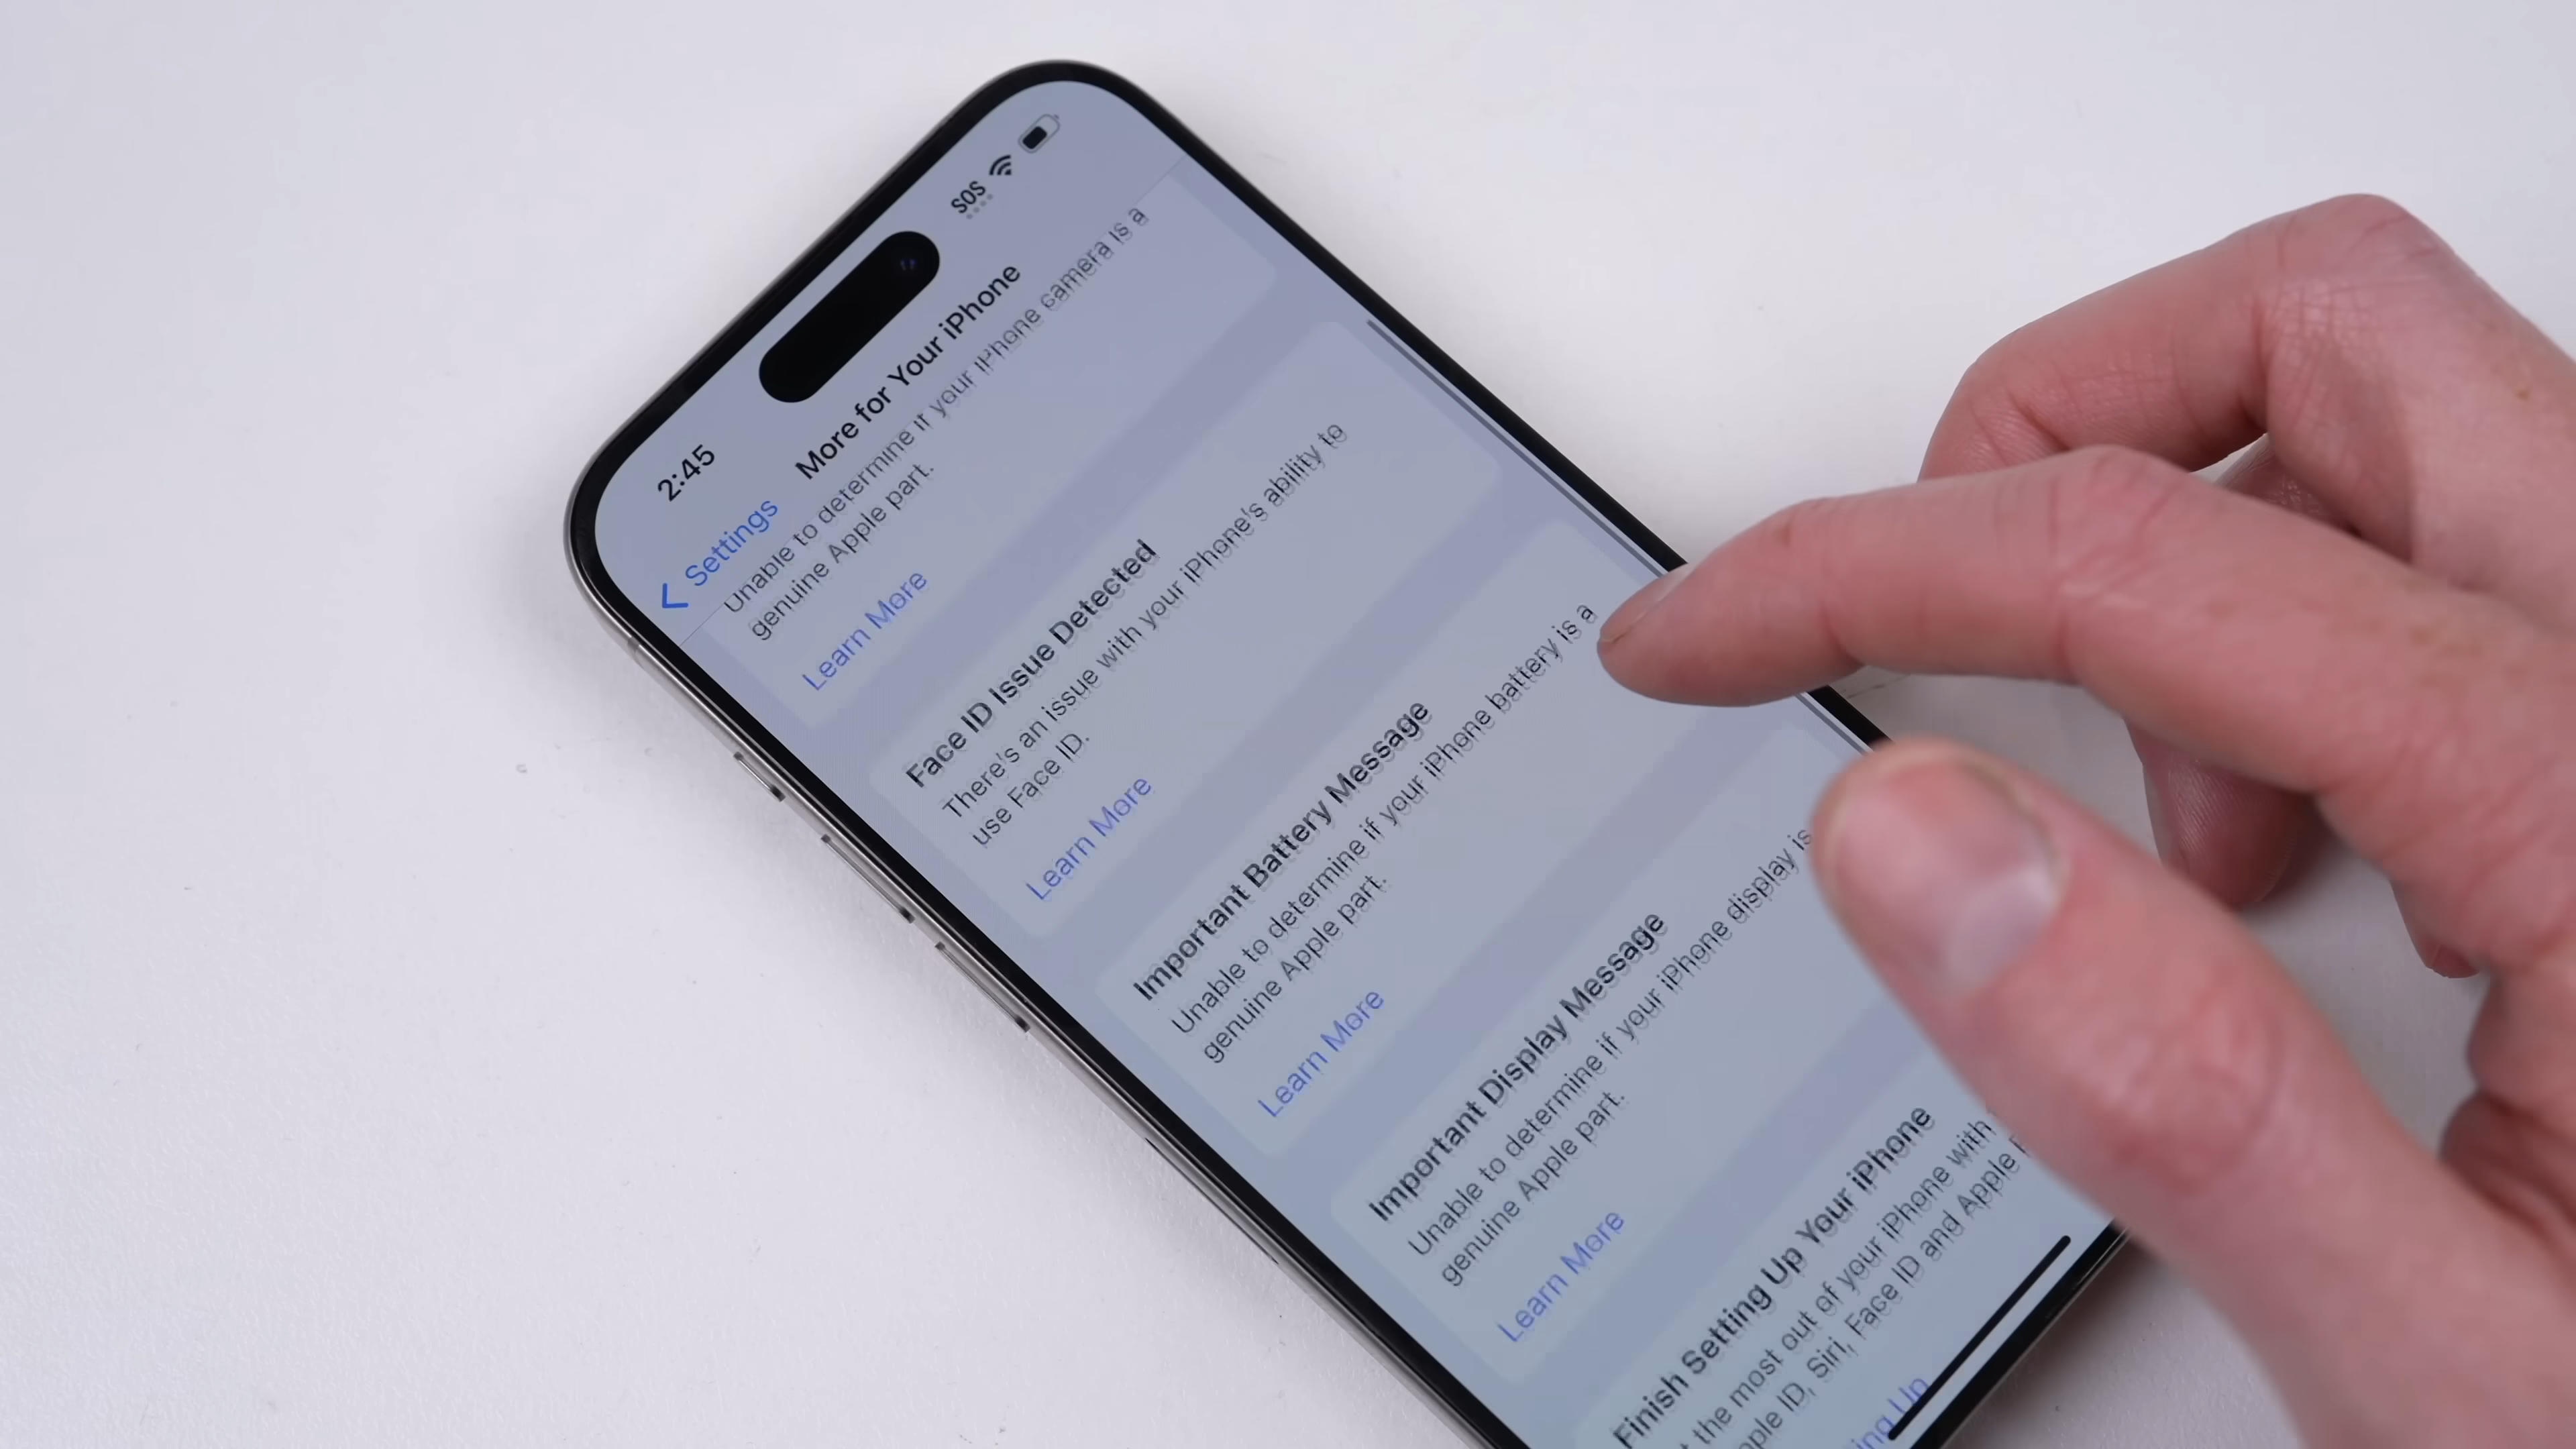 2:45
SOS
Settings
More for Your iPhone
Unable to determine if your iPhone camera is a
genuine Apple part.
Learn More
Face ID Issue Detected
There's an issue with your iPhone's ability to
use Face ID.
Learn More
Important Battery Message
Unable to determine if your iPhone battery is a
genuine Apple part.
Learn More
Important Display Message
Unable to determine if your iPhone display is
genuine Apple part.
Learn More
Finish Setting Up Your iPhone
the most out of your iPhone with
ID, Siri, Face ID and Apple
Up